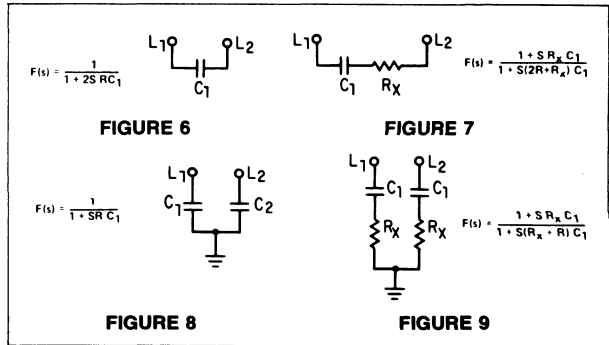 L1 L2
F(s) = 1 / 1 + 2S RC1
C1
FIGURE 6
L1 L2
C1 RX
F(s) = 1 + S RX C1 / 1 + S(2R+RX) C1
FIGURE 7
L1 L2
F(s) = 1 / 1 + SR C1
C1 C2
FIGURE 8
L1 L2
C1 C1
RX RX
F(s) = 1 + S RX C1 / 1 + S(RX + R) C1
FIGURE 9